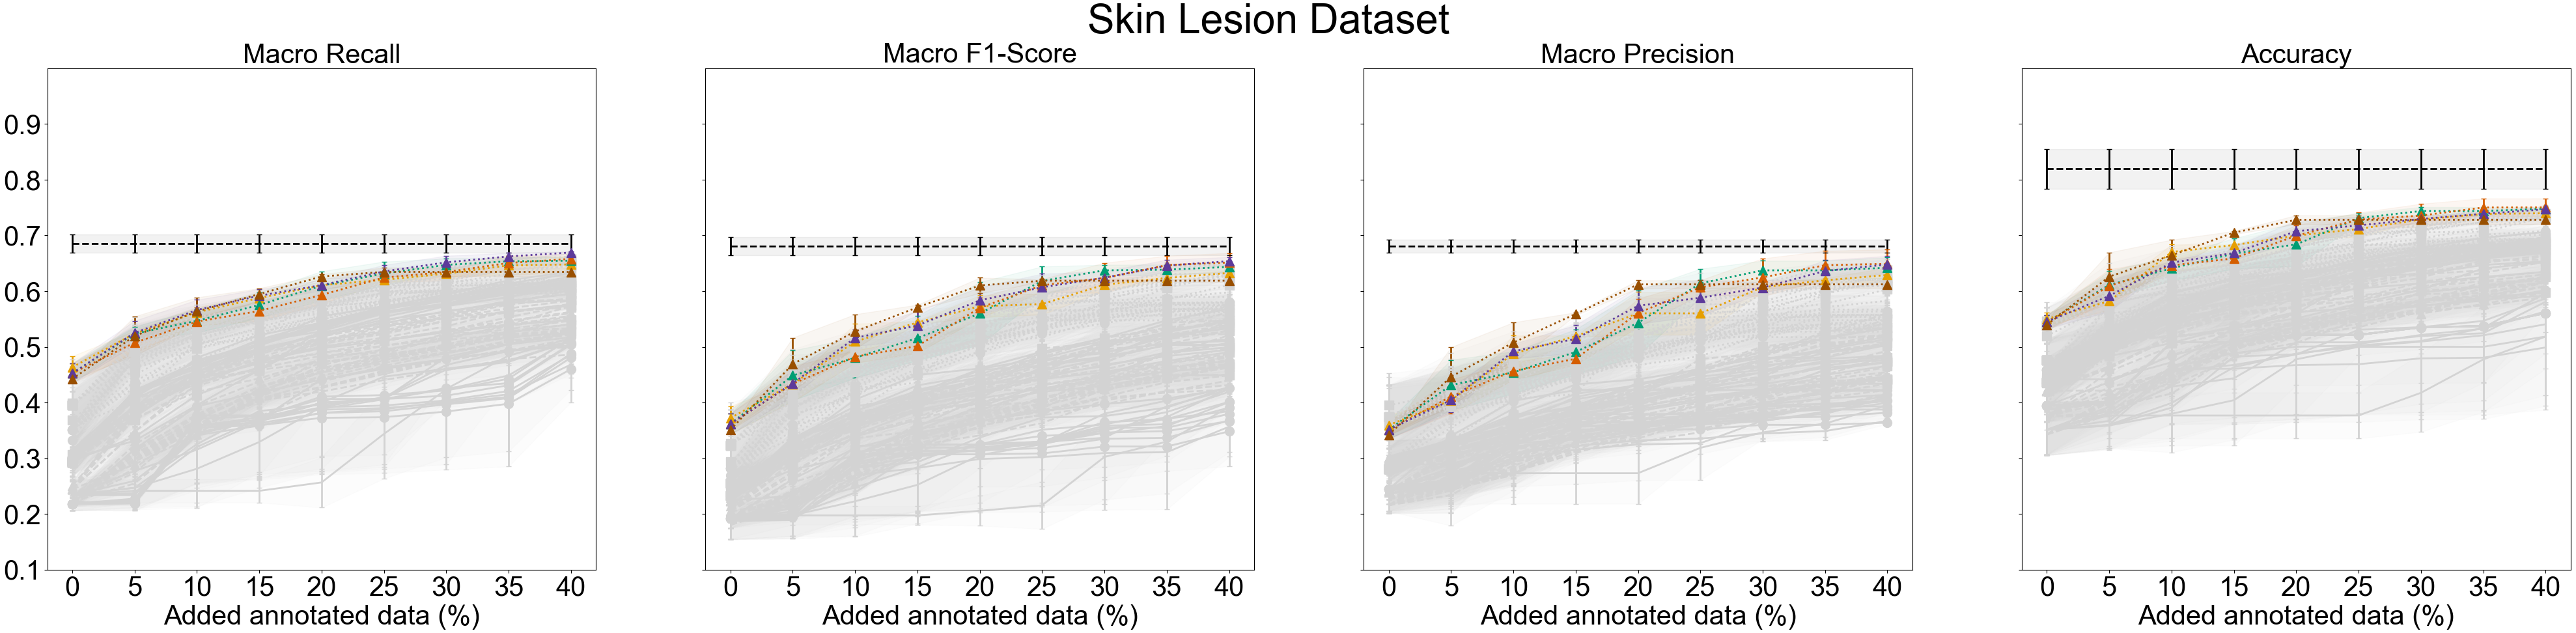 Skin Lesion Dataset
Macro Recall
0.9
0.8
0.7
0.6
0.5
0.4
0.3
0.2
0.1
0 5 10 15 20 25 30 35 40
Added annotated data (%)
Macro F1-Score
0 5 10 15 20 25 30 35 40
Added annotated data (%)
Macro Precision
0 5 10 15 20 25 30 35 40
Added annotated data (%)
Accuracy
0 5 10 15 20 25 30 35 40
Added annotated data (%)